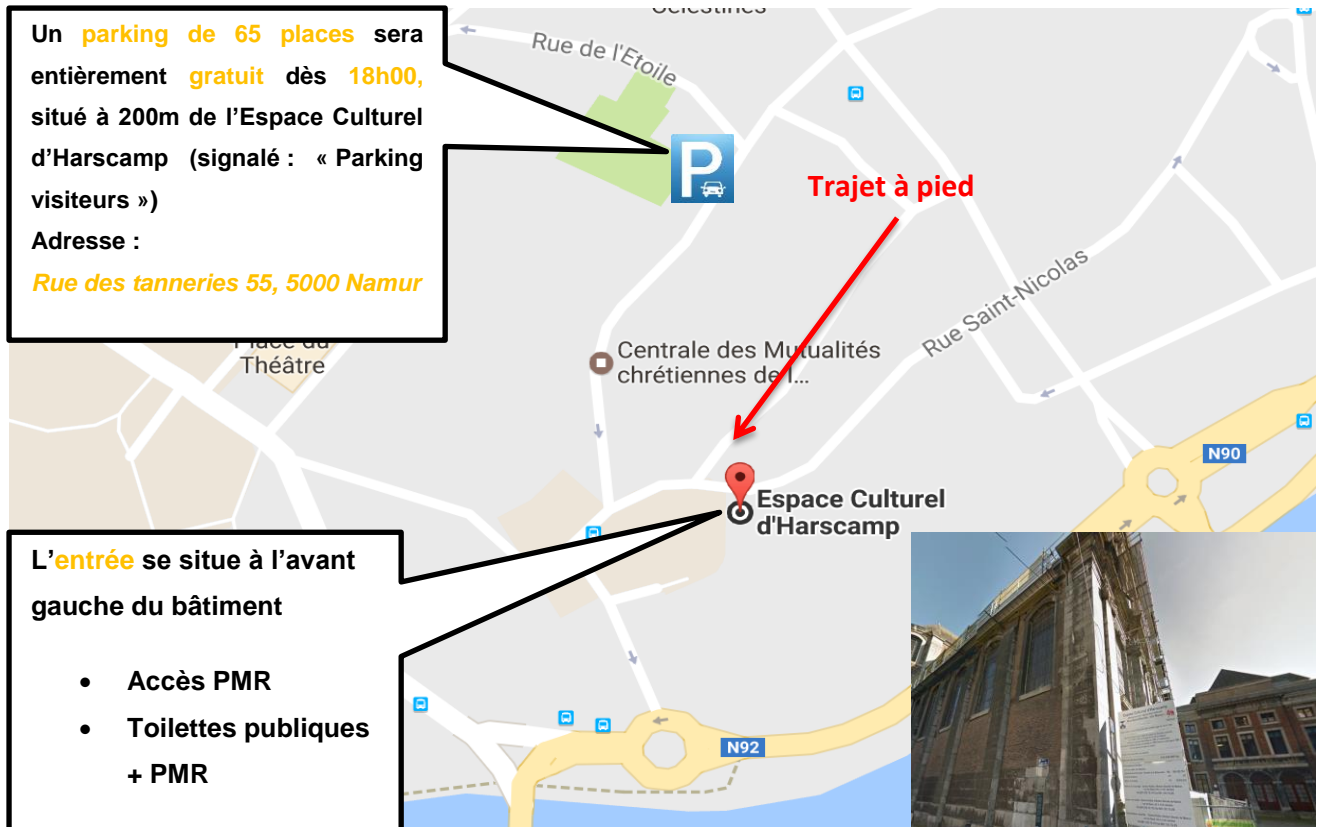 Célestines
Un parking de 65 places sera
entièrement gratuit dès 18h00,
situé à 200m de l’Espace Culturel
d’Harscamp (signalé : « Parking
visiteurs »)
Adresse :
Rue des tanneries 55, 5000 Namur
Rue de l'Etoile
P
Trajet à pied
Rue Saint-Nicolas
Place du
Théâtre
Centrale des Mutualités
chrétiennes de l...
N90
Espace Culturel
d'Harscamp
L’entrée se situe à l’avant
gauche du bâtiment
• Accès PMR
• Toilettes publiques
+ PMR
N92